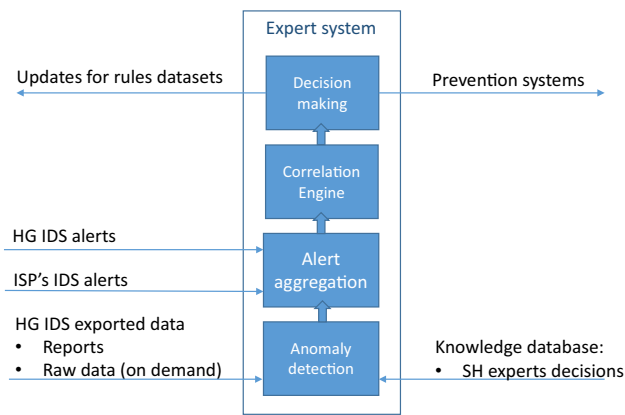 Expert system
Updates for rules datasets
Decision
making
Prevention systems
Correlation
Engine
HG IDS alerts
Alert
aggregation
ISP's IDS alerts
HG IDS exported data
• Reports
• Raw data (on demand)
Anomaly
detection
Knowledge database:
• SH experts decisions